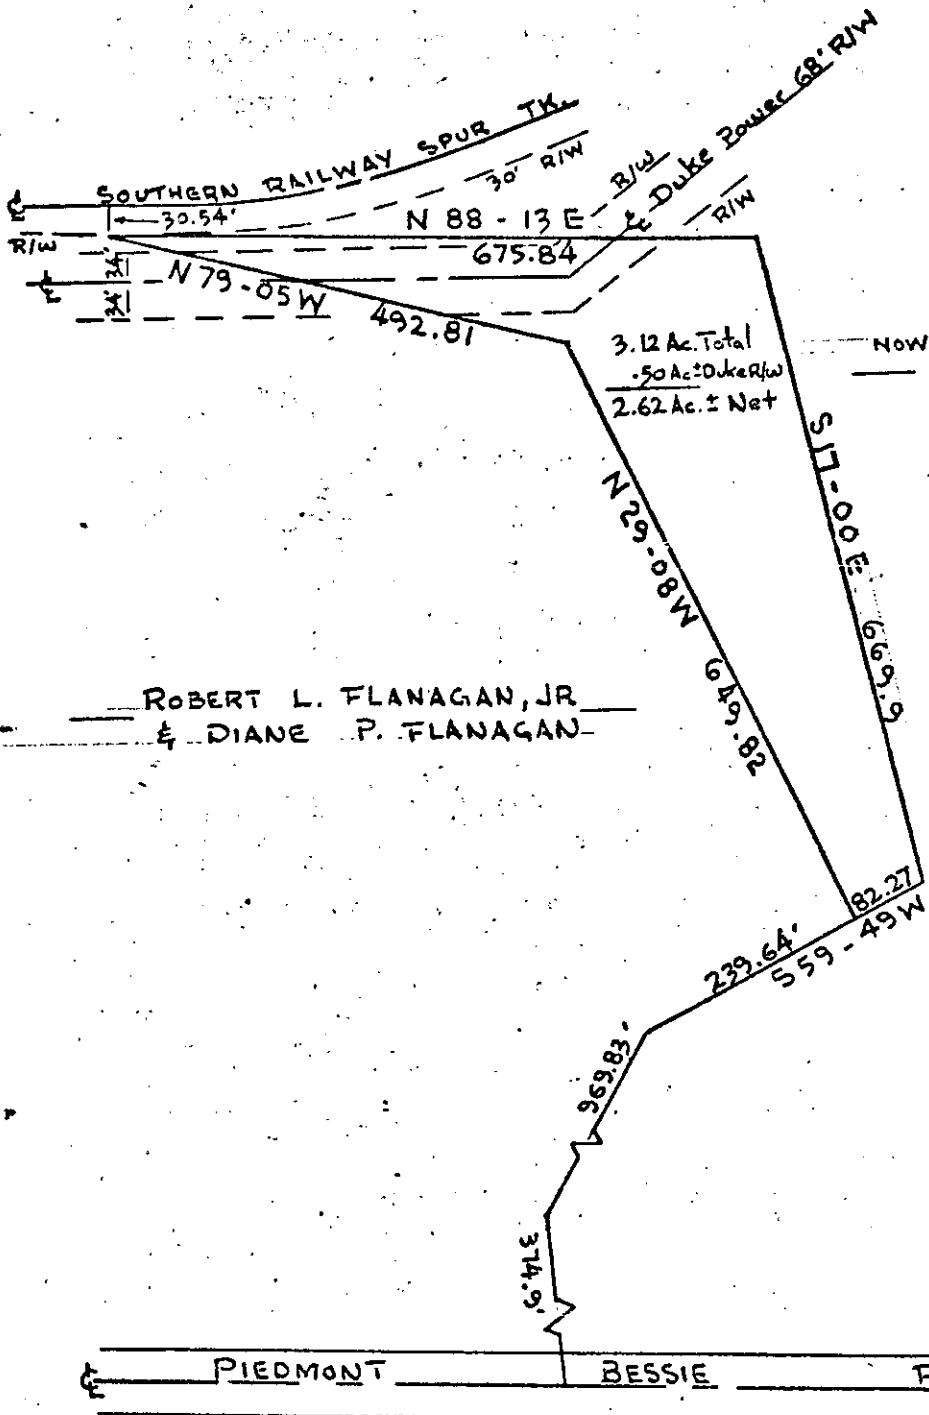 Duke Power 68' R/W
SOUTHERN RAILWAY SPUR TK.
30' R/W
R/W
R/W
℄
℄
30.54'
N 88 - 13 E
675.84
R/W
34'
34'
℄
N 79-05 W
492.81
3.12 Ac. Total
.50 Ac.± Duke R/W
2.62 Ac. ± Net
NOW
S 17-00 E 669.9
N 29-08 W 649.82
ROBERT L. FLANAGAN, JR
& DIANE P. FLANAGAN
82.27
239.64'
S 59 - 49 W
969.83'
374.9'
℄ PIEDMONT BESSIE